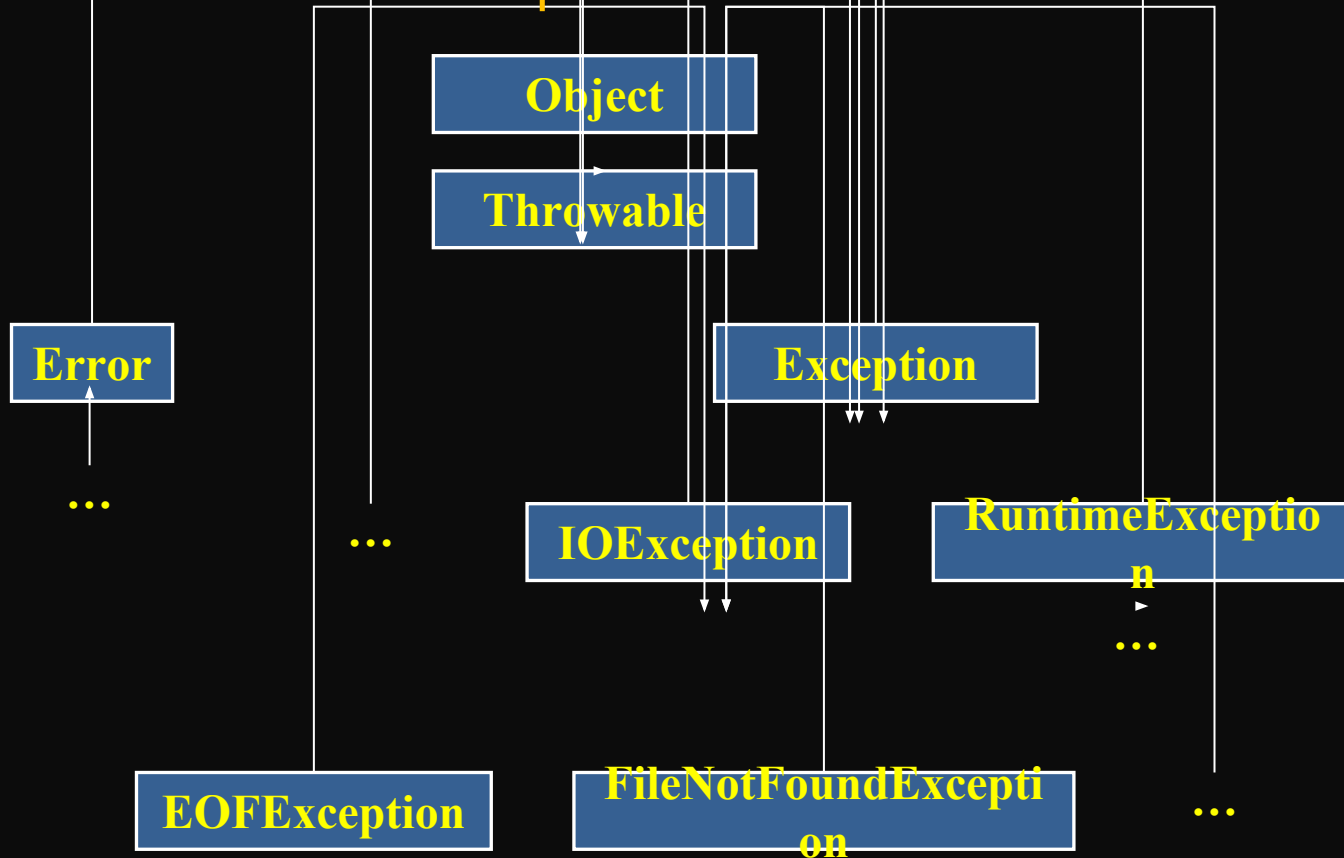 Object
Throwable
Error
Exception
...
...
IOException
RuntimeExceptio
n
...
EOFException
FileNotFoundExcepti
on
...